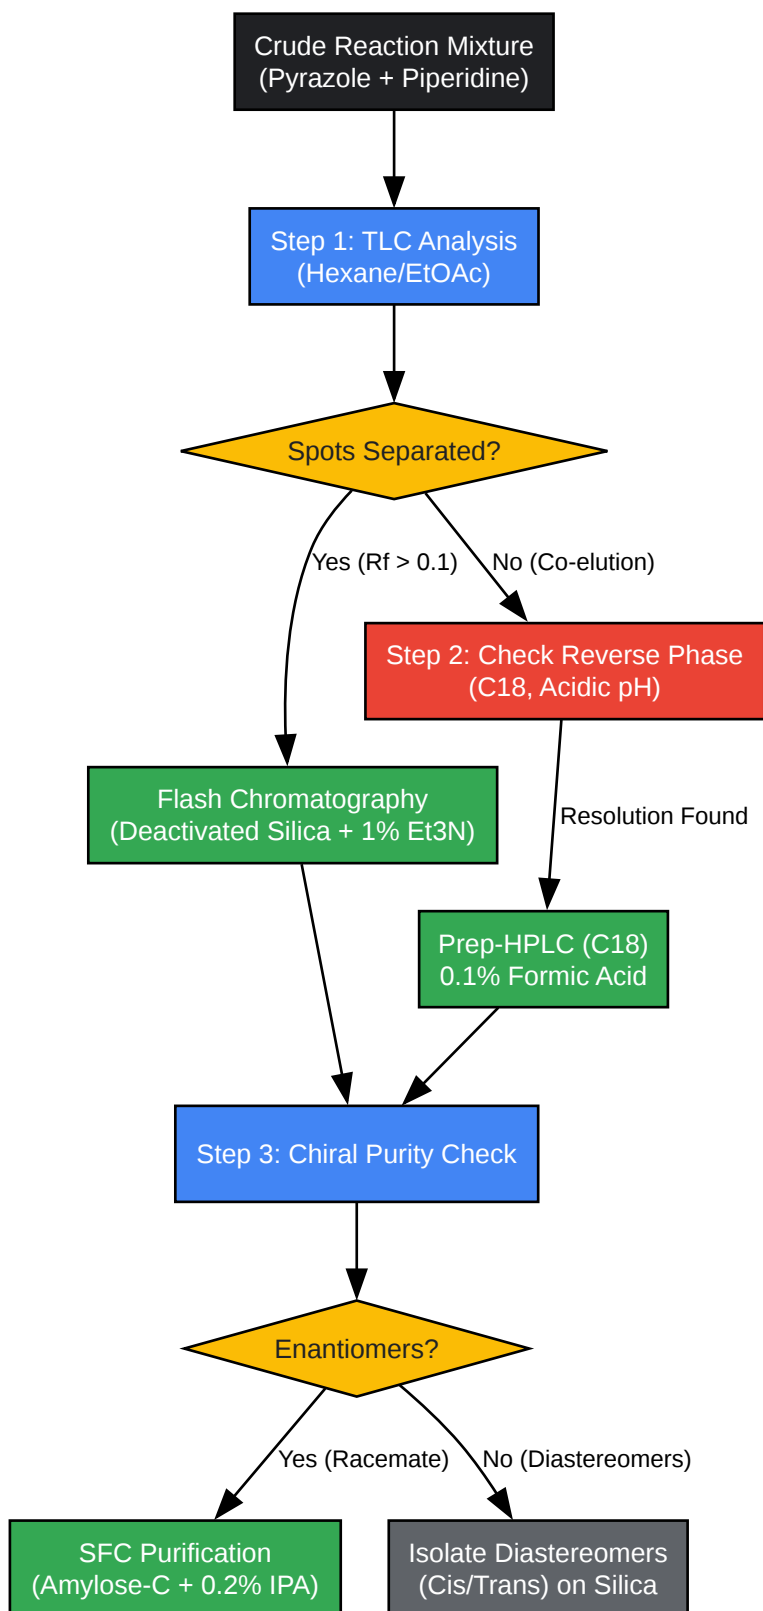 Crude Reaction Mixture
(Pyrazole + Piperidine)
Step 1: TLC Analysis
(Hexane/EtOAc)
Spots Separated?
Yes (Rf > 0.1)
No (Co-elution)
Step 2: Check Reverse Phase
(C18, Acidic pH)
Flash Chromatography
(Deactivated Silica + 1% Et3N)
Resolution Found
Prep-HPLC (C18)
0.1% Formic Acid
Step 3: Chiral Purity Check
Enantiomers?
Yes (Racemate)
No (Diastereomers)
SFC Purification
(Amylose-C + 0.2% IPA)
Isolate Diastereomers
(Cis/Trans) on Silica